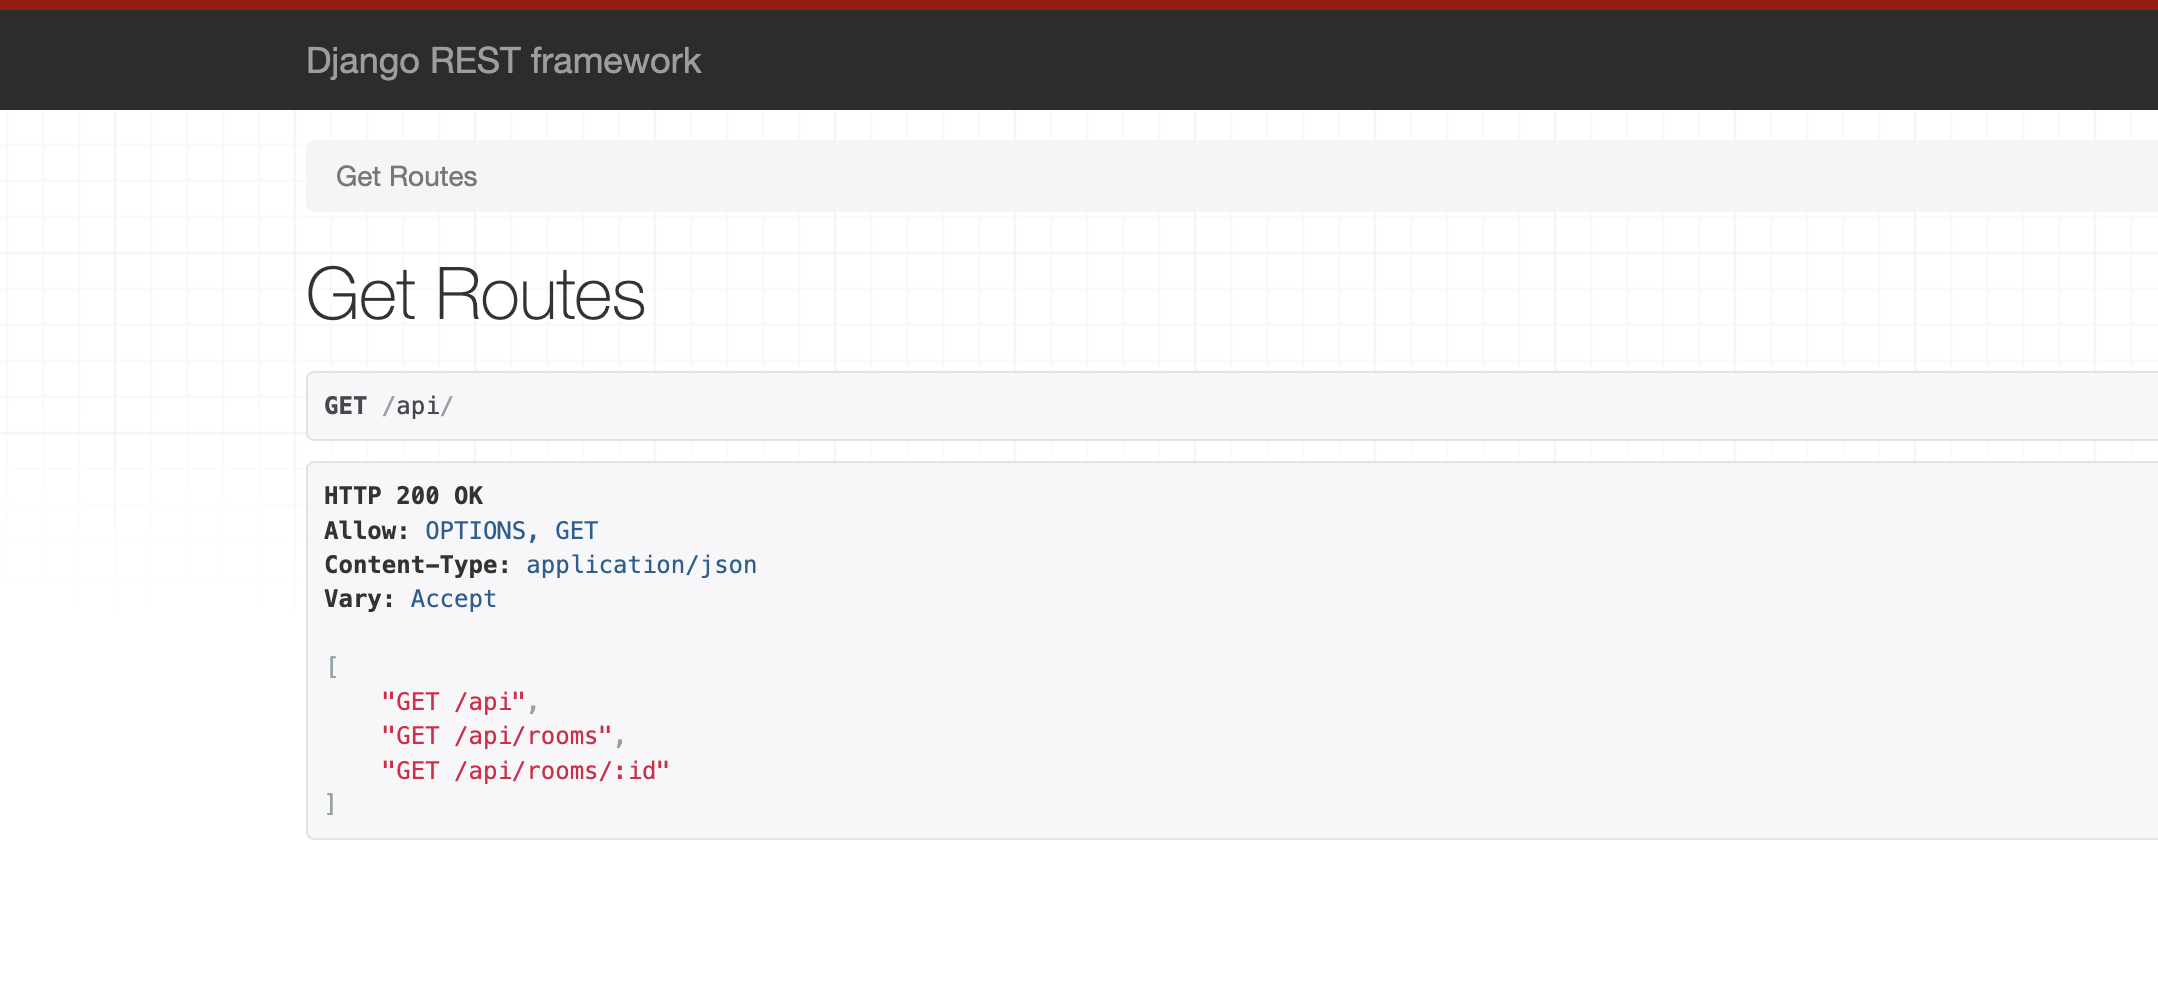 Django REST framework
Get Routes
Get Routes
GET /api/
HTTP 200 OK
Allow: OPTIONS, GET
Content-Type: application/json
Vary: Accept
[
    "GET /api",
    "GET /api/rooms",
    "GET /api/rooms/:id"
]